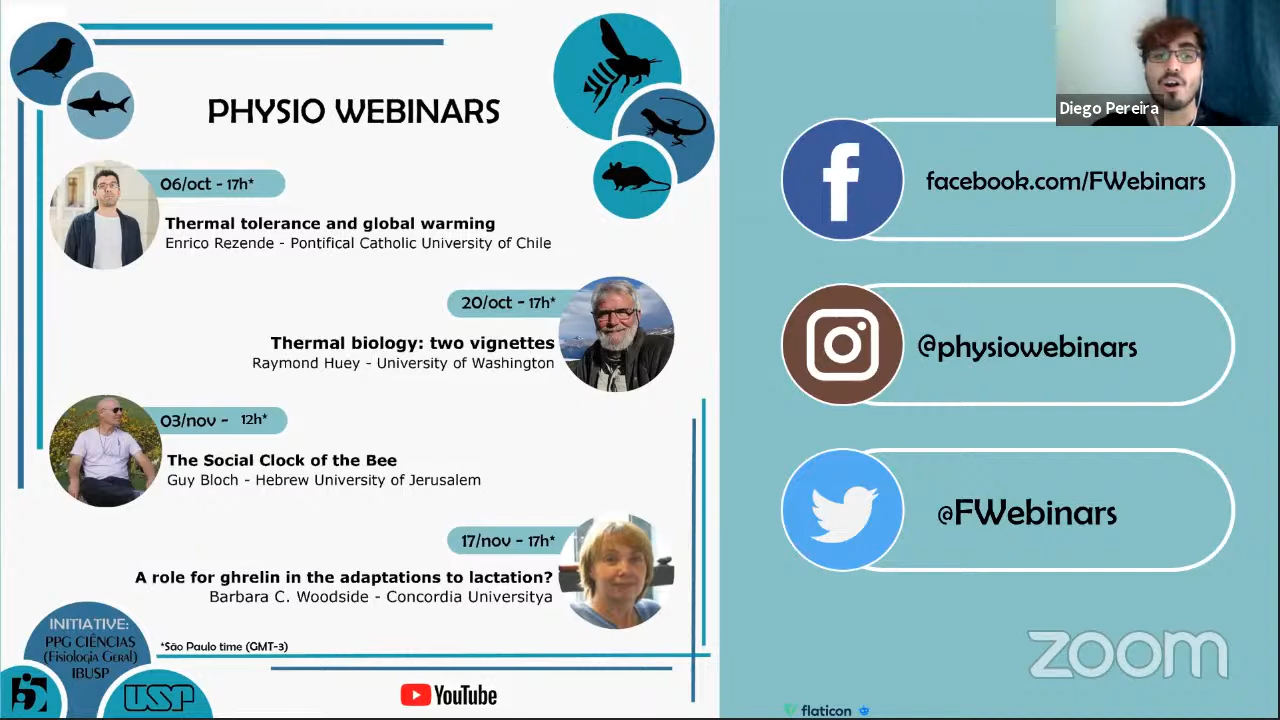 PHYSIO WEBINARS
06/oct - 17h*
Thermal tolerance and global warming
Enrico Rezende - Pontifical Catholic University of Chile
20/oct - 17h*
Thermal biology: two vignettes
Raymond Huey - University of Washington
03/nov - 12h*
The Social Clock of the Bee
Guy Bloch - Hebrew University of Jerusalem
17/nov - 17h*
A role for ghrelin in the adaptations to lactation?
Barbara C. Woodside - Concordia Universitya
INITIATIVE:
PPG CIÊNCIAS
(Fisiologia Geral)
IBUSP
*São Paulo time (GMT-3)
USP
YouTube
Diego Pereira
facebook.com/FWebinars
@physiowebinars
@FWebinars
zoom
flaticon